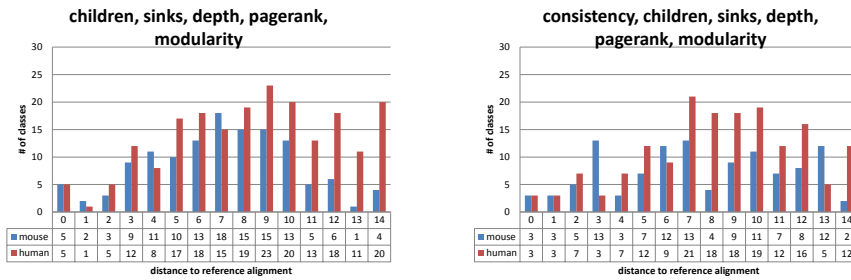 children, sinks, depth, pagerank,
modularity
30
25
20
15
10
5
0
# of classes
0 1 2 3 4 5 6 7 8 9 10 11 12 13 14
mouse 5 2 3 9 11 10 13 18 15 15 13 5 6 1 4
human 5 1 5 12 8 17 18 15 19 23 20 13 18 11 20
distance to reference alignment
consistency, children, sinks, depth,
pagerank, modularity
30
25
20
15
10
5
0
# of classes
0 1 2 3 4 5 6 7 8 9 10 11 12 13 14
mouse 3 3 5 13 3 7 12 13 4 9 11 7 8 12 2
human 3 3 7 3 7 12 9 21 18 18 19 12 16 5 12
distance to reference alignment